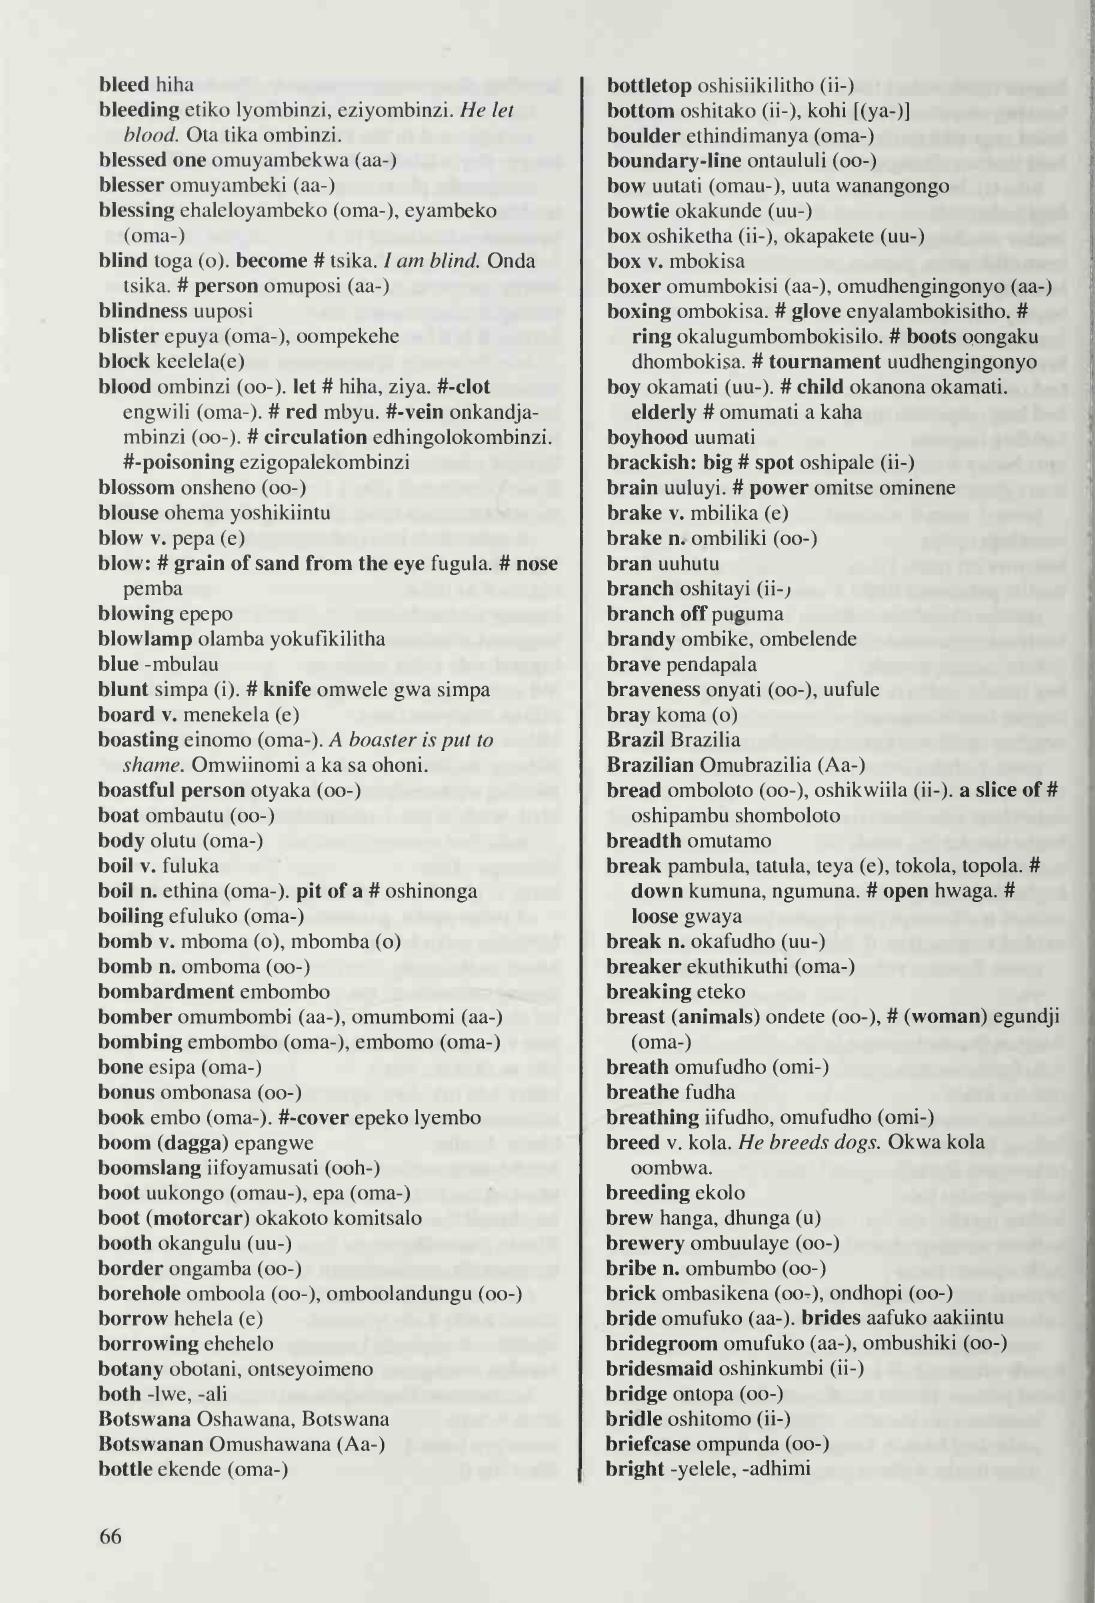 bleed hiha
bleeding etiko lyombinzi, eziyombinzi. He let
blood. Ota tika ombinzi.
blessed one omuyambekwa (aa-)
blesser omuyambeki (aa-)
blessing ehaleloyambeko (oma-), eyambeko
(oma-)
blind toga (o). become # tsika. I am blind. Onda
tsika. # person omuposi (aa-)
blindness uuposi
blister epuya (oma-), oompekehe
block keelela(e)
blood ombinzi (oo-). let # hiha, ziya. #-clot
engwili (oma-). # red mbyu. #-vein onkandja-
mbinzi (oo-). # circulation edhingolokombinzi.
#-poisoning ezigopalekombinzi
blossom onsheno (oo-)
blouse ohema yoshikiintu
blow v. pepa (e)
blow: # grain of sand from the eye fugula. # nose
pemba
blowing epepo
blowlamp olamba yokufikilitha
blue -mbulau
blunt simpa (i). # knife omwele gwa simpa
board v. menekela (e)
boasting einomo (oma-). A boaster is put to
shame. Omwiinomi a ka sa ohoni.
boastful person otyaka (oo-)
boat ombautu (oo-)
body olutu (oma-)
boil v. fuluka
boil n. ethina (oma-). pit of a # oshinonga
boiling efuluko (oma-)
bomb v. mboma (o), mbomba (o)
bomb n. omboma (oo-)
bombardment embombo
bomber omumbombi (aa-), omumbomi (aa-)
bombing embombo (oma-), embomo (oma-)
bone esipa (oma-)
bonus ombonasa (oo-)
book embo (oma-). #-cover epeko lyembo
boom (dagga) epangwe
boomslang iifoyamusati (ooh-)
boot uukongo (omau-), epa (oma-)
boot (motorcar) okakoto komitsalo
booth okangulu (uu-)
border ongamba (oo-)
borehole omboola (oo-), omboolandungu (oo-)
borrow hehela (e)
borrowing ehehelo
botany obotani, ontseyoimeno
both -lwe, -ali
Botswana Oshawana, Botswana
Botswanan Omushawana (Aa-)
bottle ekende (oma-)
bottletop oshisiikilitho (ii-)
bottom oshitako (ii-), kohi [(ya-)]
boulder ethindimanya (oma-)
boundary-line ontaululi (oo-)
bow uutati (omau-), uuta wanangongo
bowtie okakunde (uu-)
box oshiketha (ii-), okapakete (uu-)
box v. mbokisa
boxer omumbokisi (aa-), omudhengingonyo (aa-)
boxing ombokisa. # glove enyalambokisitho. #
ring okalugumbombokisilo. # boots oongaku
dhombokisa. # tournament uudhengingonyo
boy okamati (uu-). # child okanona okamati.
elderly # omumati a kaha
boyhood uumati
brackish: big # spot oshipale (ii-)
brain uuluyi. # power omitse ominene
brake v. mbilika (e)
brake n. ombiliki (oo-)
bran uuhutu
branch oshitayi (ii-)
branch off puguma
brandy ombike, ombelende
brave pendapala
braveness onyati (oo-), uufule
bray koma (o)
Brazil Brazilia
Brazilian Omubrazilia (Aa-)
bread omboloto (oo-), oshikwiila (ii-). a slice of #
oshipambu shomboloto
breadth omutamo
break pambula, tatula, teya (e), tokola, topola. #
down kumuna, ngumuna. # open hwaga. #
loose gwaya
break n. okafudho (uu-)
breaker ekuthikuthi (oma-)
breaking eteko
breast (animals) ondete (oo-), # (woman) egundji
(oma-)
breath omufudho (omi-)
breathe fudha
breathing iifudho, omufudho (omi-)
breed v. kola. He breeds dogs. Okwa kola
oombwa.
breeding ekolo
brew hanga, dhunga (u)
brewery ombuulaye (oo-)
bribe n. ombumbo (oo-)
brick ombasikena (oo-), ondhopi (oo-)
bride omufuko (aa-). brides aafuko aakiintu
bridegroom omufuko (aa-), ombushiki (oo-)
bridesmaid oshinkumbi (ii-)
bridge ontopa (oo-)
bridle oshitomo (ii-)
briefcase ompunda (oo-)
bright -yelele, -adhimi
66